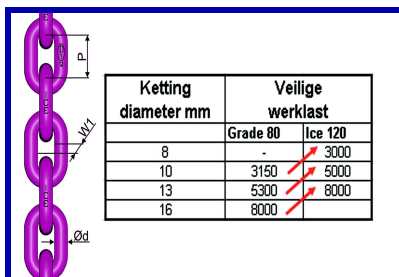 P
W1
Ød
Ketting Veilige
diameter mm werklast
Grade 80 Ice 120
8 - 3000
10 3150 5000
13 5300 8000
16 8000